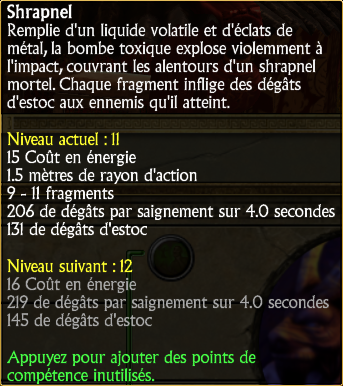 Shrapnel
Remplie d'un liquide volatile et d'éclats de
métal, la bombe toxique explose violemment à
l'impact, couvrant les alentours d'un shrapnel
mortel. Chaque fragment inflige des dégâts
d'estoc aux ennemis qu'il atteint.
Niveau actuel : 11
15 Coût en énergie
1.5 mètres de rayon d'action
9 - 11 fragments
206 de dégâts par saignement sur 4.0 secondes
131 de dégâts d'estoc
Niveau suivant : 12
16 Coût en énergie
219 de dégâts par saignement sur 4.0 secondes
145 de dégâts d'estoc
Appuyez pour ajouter des points de
compétence inutilisés.